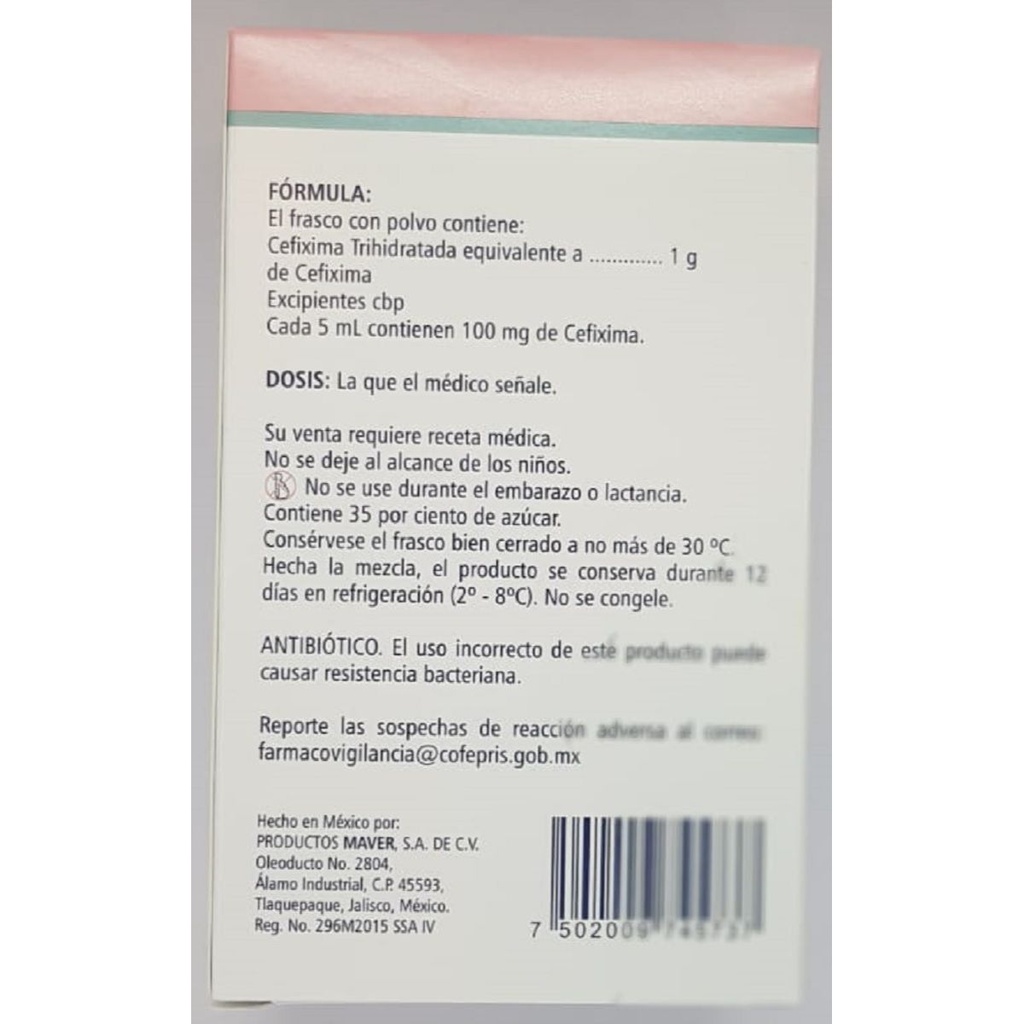 FÓRMULA:
El frasco con polvo contiene:
Cefixima Trihidratada equivalente a ............. 1 g
de Cefixima
Excipientes cbp
Cada 5 mL contienen 100 mg de Cefixima.
DOSIS: La que el médico señale.
Su venta requiere receta médica.
No se deje al alcance de los niños.
No se use durante el embarazo o lactancia.
Contiene 35 por ciento de azúcar.
Consérvese el frasco bien cerrado a no más de 30 ºC.
Hecha la mezcla, el producto se conserva durante 12
días en refrigeración (2º - 8ºC). No se congele.
ANTIBIÓTICO. El uso incorrecto de este producto puede
causar resistencia bacteriana.
Reporte las sospechas de reacción adversa al
farmacovigilancia@cofepris.gob.mx
Hecho en México por:
PRODUCTOS MAVER, S.A. DE C.V.
Oleoducto No. 2804,
Álamo Industrial, C.P. 45593,
Tlaquepaque, Jalisco, México.
Reg. No. 296M2015 SSA IV
7 502009